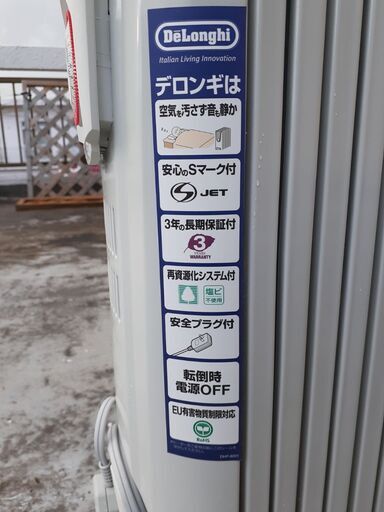 DeLonghi
Italian Living Innovation
デロンギは
空気を汚さず音も静か
安心のSマーク付
S JET
3年の長期保証付
3
WARRANTY
再資源化システム付
塩ビ
不使用
安全プラグ付
転倒時
電源OFF
EU有害物質制限対応
RoHS